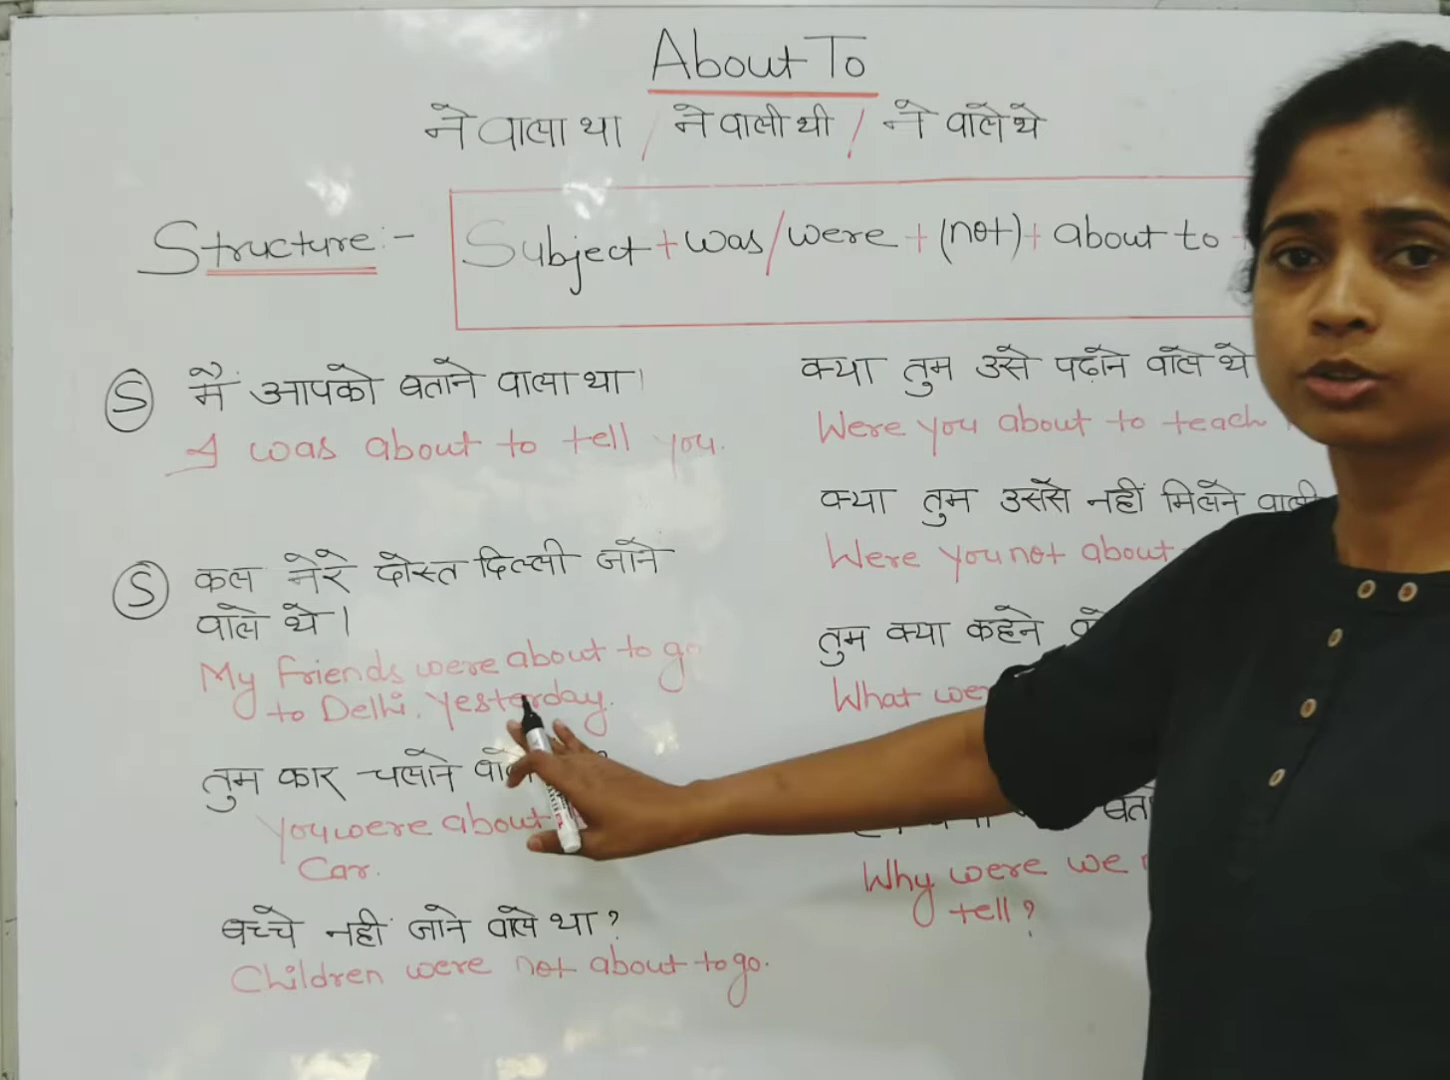 About To
ने वाला था / ने वाली थी / ने वाले थे
Structure:- Subject + was/were + (not) + about to
Ⓢ मैं आपको बताने वाला था।
I was about to tell you.
Ⓢ कल मेरे दोस्त दिल्ली जाने
वाले थे।
My friends were about to go
to Delhi. Yesterday.
तुम कार चलाने
You were about
Car.
बच्चे नहीं जाने वाले था?
Children were not about to go.
क्या तुम उसे पढ़ाने वाले थे
Were you about to teach
क्या तुम उससे नहीं मिलने वाली
Were you not about
तुम क्या कहने
What
Why were we
tell?